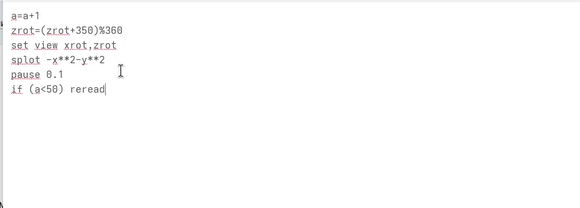 a=a+1
zrot=(zrot+350)%360
set view xrot,zrot
splot -x**2-y**2
pause 0.1
if (a<50) reread